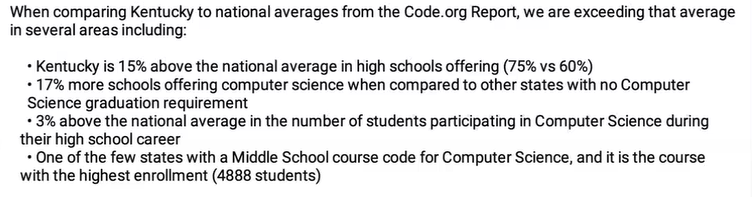 When comparing Kentucky to national averages from the Code.org Report, we are exceeding that average
in several areas including:
• Kentucky is 15% above the national average in high schools offering (75% vs 60%)
• 17% more schools offering computer science when compared to other states with no Computer
Science graduation requirement
• 3% above the national average in the number of students participating in Computer Science during
their high school career
• One of the few states with a Middle School course code for Computer Science, and it is the course
with the highest enrollment (4888 students)